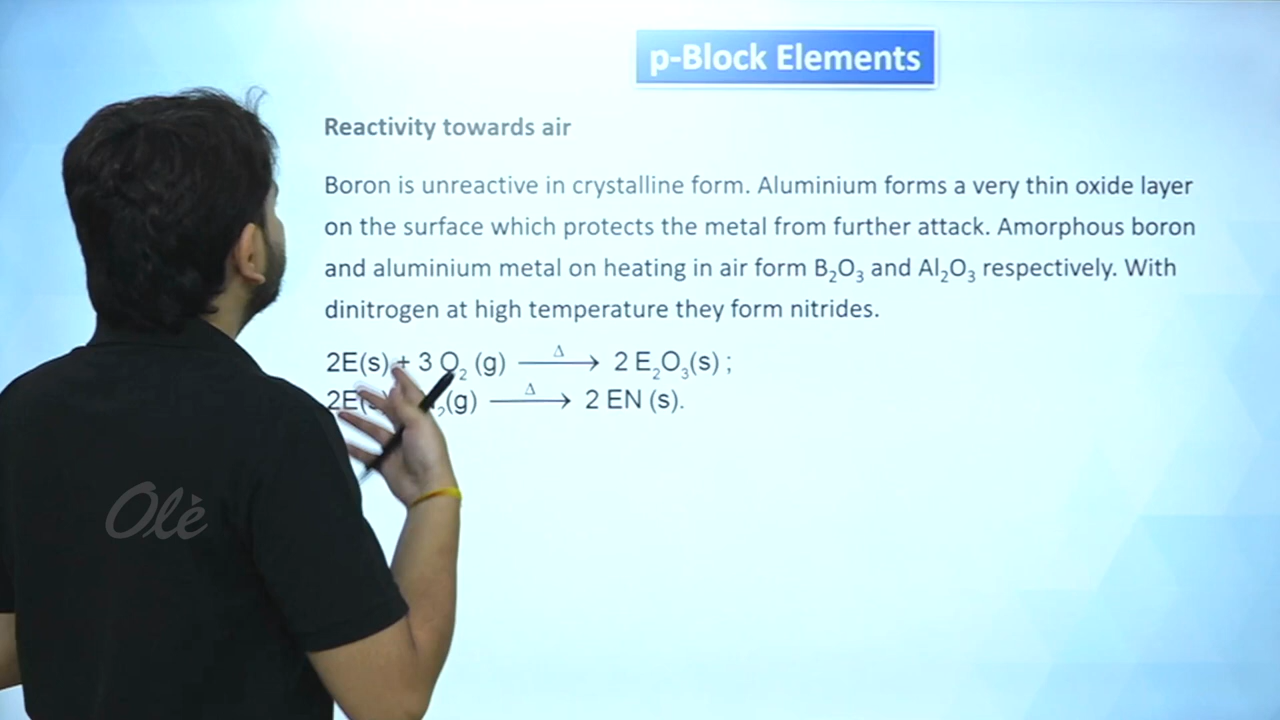 p-Block Elements
Reactivity towards air
Boron is unreactive in crystalline form. Aluminium forms a very thin oxide layer
on the surface which protects the metal from further attack. Amorphous boron
and aluminium metal on heating in air form B₂O₃ and Al₂O₃ respectively. With
dinitrogen at high temperature they form nitrides.
2E(s) + 3 O₂ (g) —Δ→ 2 E₂O₃(s) ;
2E(s) ₂(g) —Δ→ 2 EN (s).
Olè